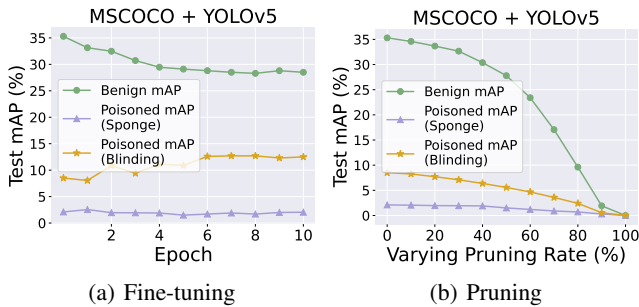 MSCOCO + YOLOv5
Test mAP (%)
35
30
25
20
15
10
5
0
Benign mAP
Poisoned mAP
(Sponge)
Poisoned mAP
(Blinding)
2 4 6 8 10
Epoch
(a) Fine-tuning
MSCOCO + YOLOv5
Test mAP (%)
35
30
25
20
15
10
5
0
Benign mAP
Poisoned mAP
(Sponge)
Poisoned mAP
(Blinding)
0 20 40 60 80 100
Varying Pruning Rate (%)
(b) Pruning